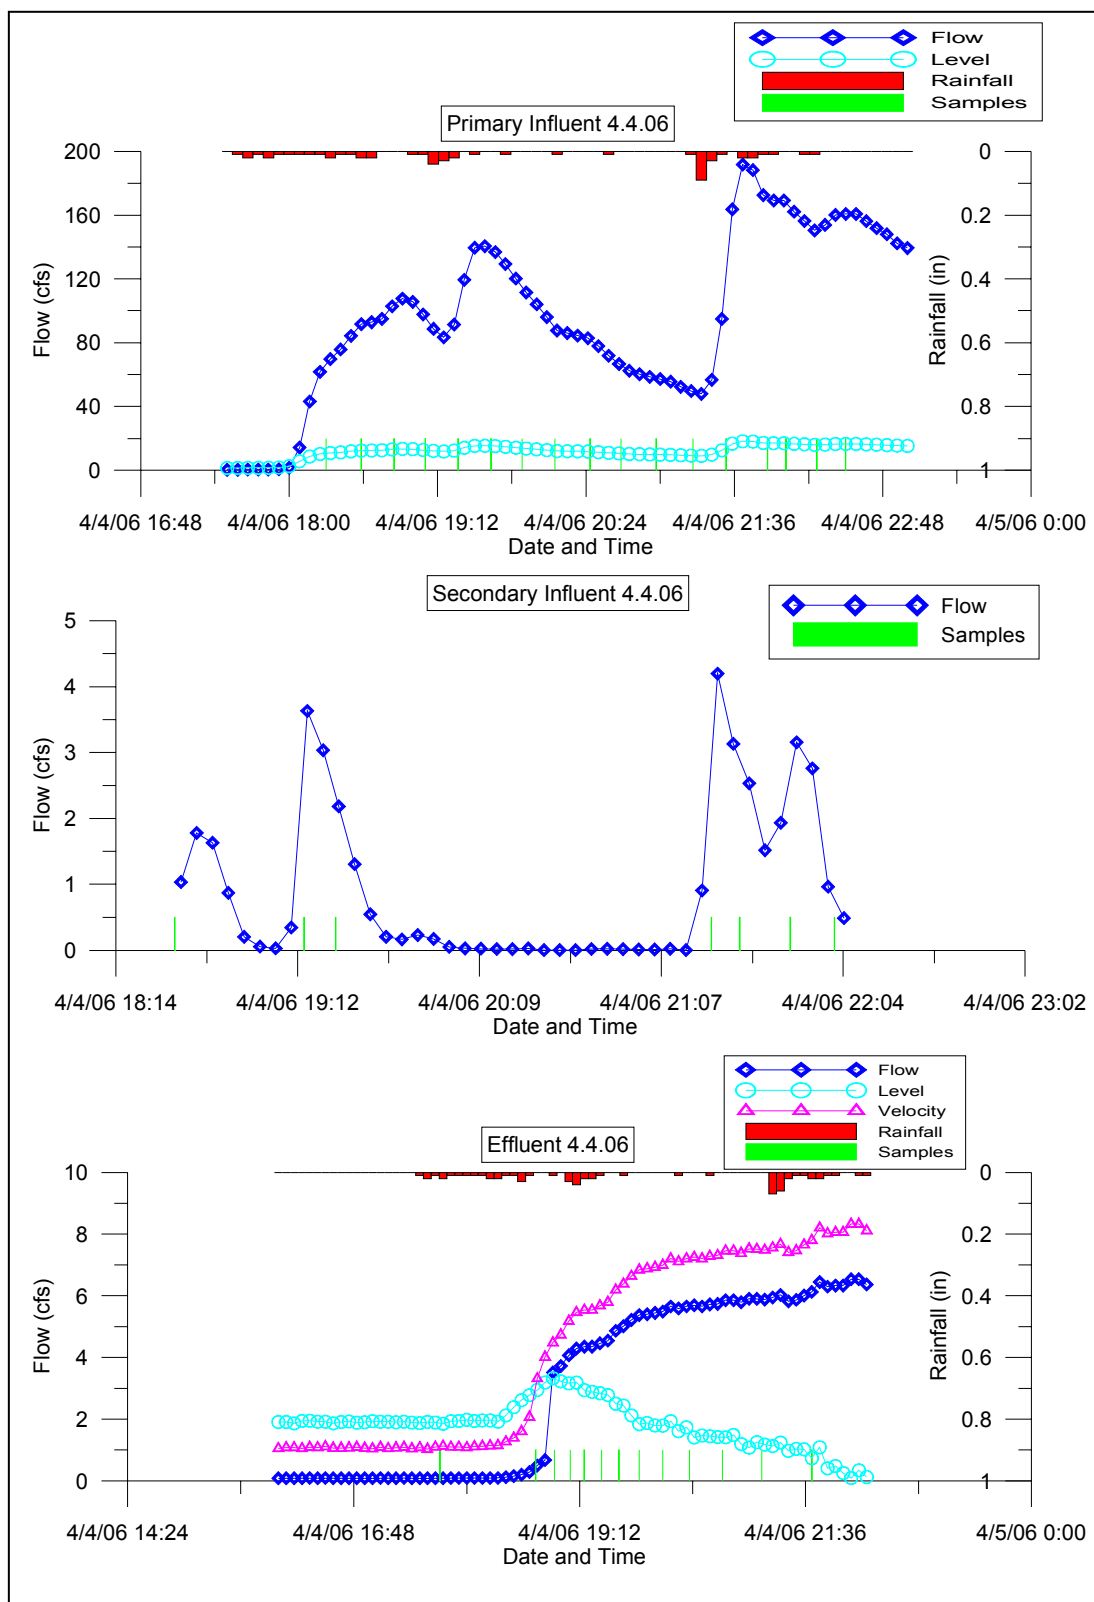 Flow
Level
Rainfall
Samples
Primary Influent 4.4.06
200
160
120
80
40
0
Flow (cfs)
0
0.2
0.4
0.6
0.8
1
Rainfall (in)
4/4/06 16:48 4/4/06 18:00 4/4/06 19:12 4/4/06 20:24 4/4/06 21:36 4/4/06 22:48 4/5/06 0:00
Date and Time
Secondary Influent 4.4.06
Flow
Samples
5
4
3
2
1
0
Flow (cfs)
4/4/06 18:14 4/4/06 19:12 4/4/06 20:09 4/4/06 21:07 4/4/06 22:04 4/4/06 23:02
Date and Time
Flow
Level
Velocity
Rainfall
Samples
Effluent 4.4.06
10
8
6
4
2
0
Flow (cfs)
0
0.2
0.4
0.6
0.8
1
Rainfall (in)
4/4/06 14:24 4/4/06 16:48 4/4/06 19:12 4/4/06 21:36 4/5/06 0:00
Date and Time